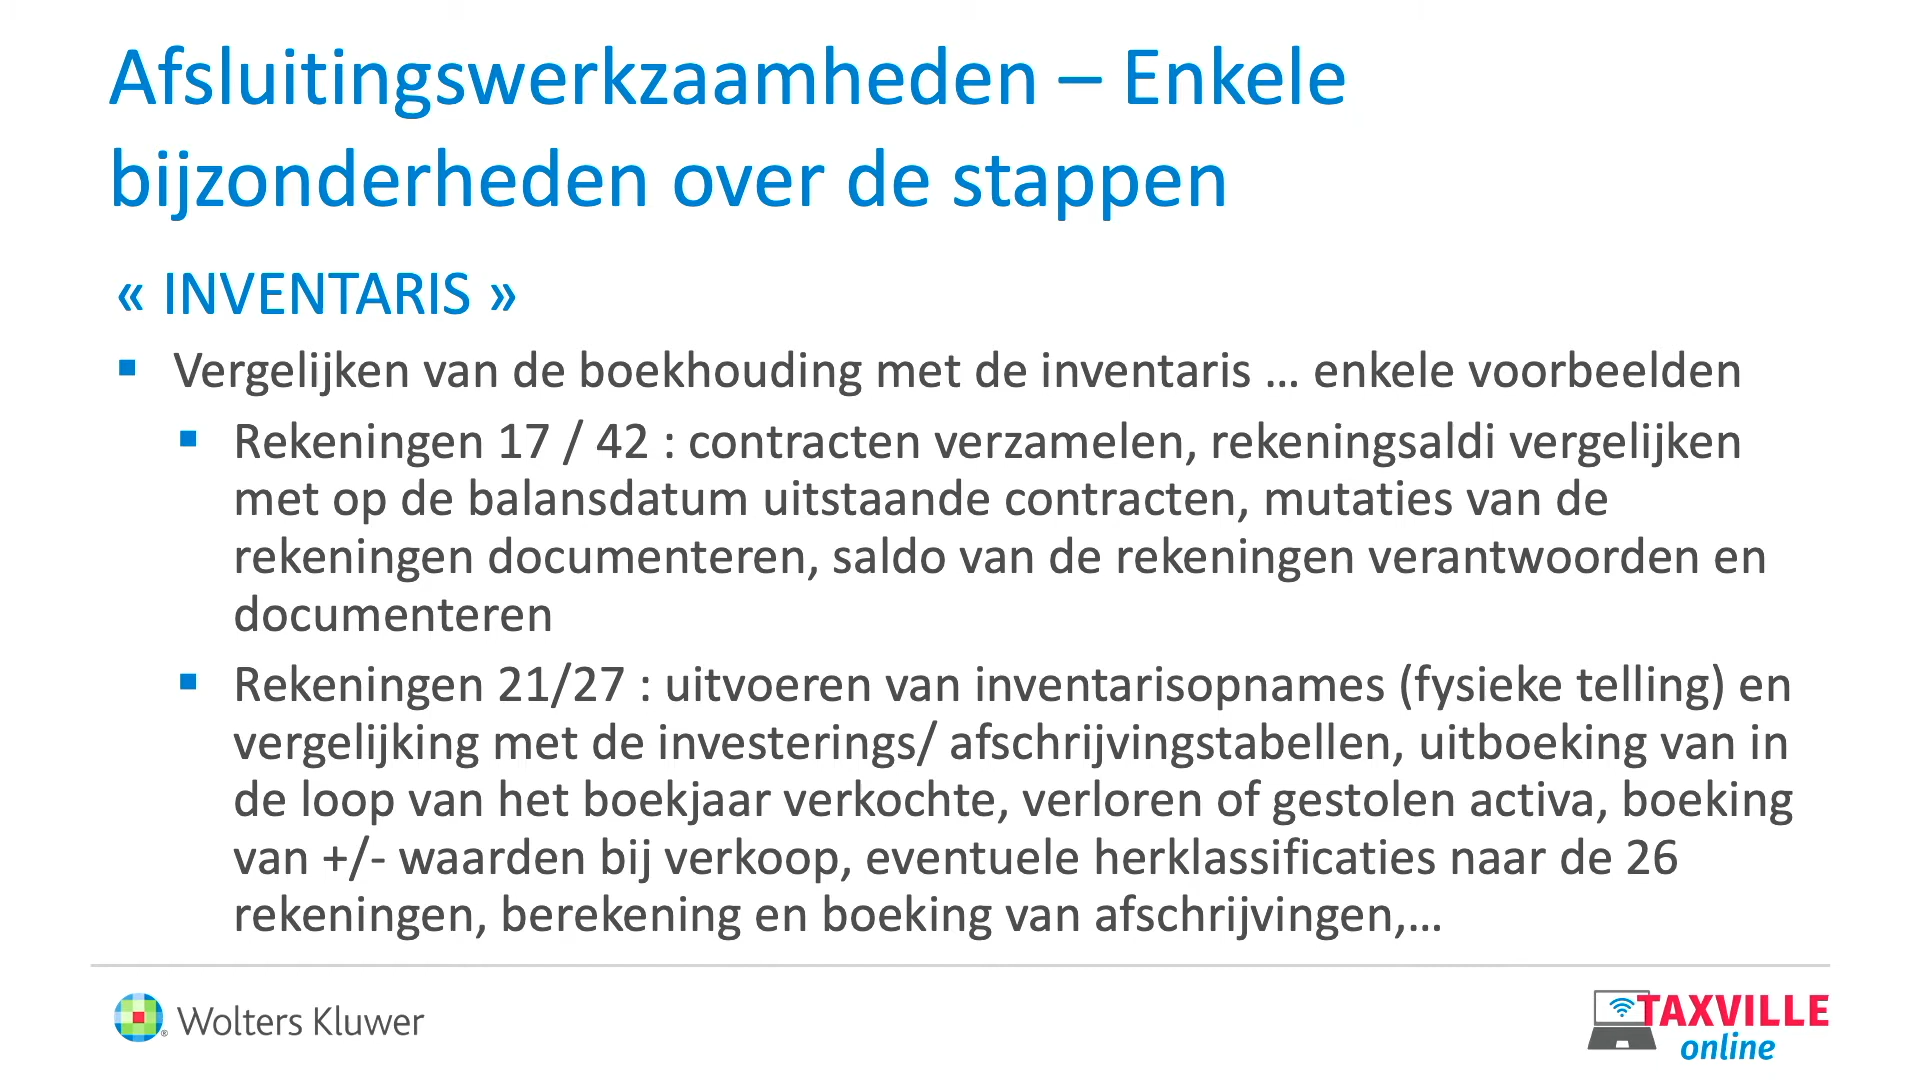 Afsluitingswerkzaamheden – Enkele
bijzonderheden over de stappen
« INVENTARIS »
▪ Vergelijken van de boekhouding met de inventaris … enkele voorbeelden
▪ Rekeningen 17 / 42 : contracten verzamelen, rekeningsaldi vergelijken
met op de balansdatum uitstaande contracten, mutaties van de
rekeningen documenteren, saldo van de rekeningen verantwoorden en
documenteren
▪ Rekeningen 21/27 : uitvoeren van inventarisopnames (fysieke telling) en
vergelijking met de investerings/ afschrijvingstabellen, uitboeking van in
de loop van het boekjaar verkochte, verloren of gestolen activa, boeking
van +/- waarden bij verkoop, eventuele herklassificaties naar de 26
rekeningen, berekening en boeking van afschrijvingen,…
® Wolters Kluwer
TAXVILLE
online